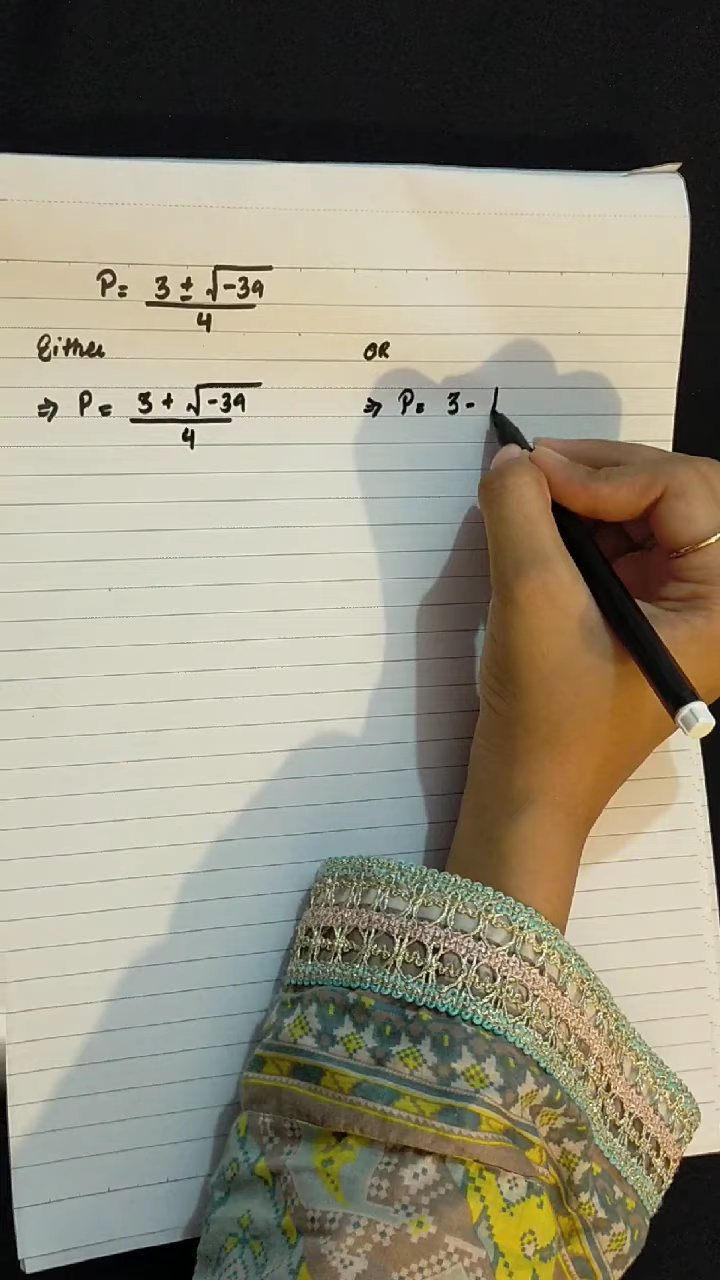 P = 3 ± √-39 / 4
Either OR
⇒ P = 3 + √-39 / 4 ⇒ P = 3 -